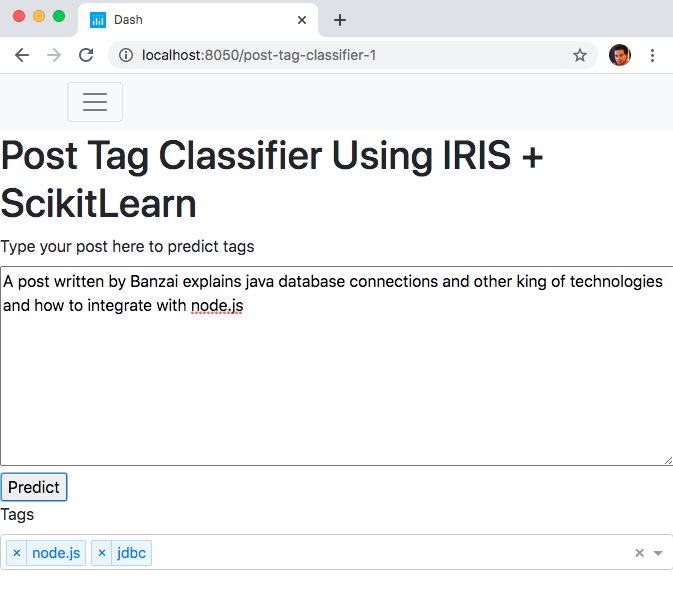 Dash
localhost:8050/post-tag-classifier-1
Post Tag Classifier Using IRIS +
ScikitLearn
Type your post here to predict tags
A post written by Banzai explains java database connections and other king of technologies
and how to integrate with node.js
Predict
Tags
× node.js × jdbc ×